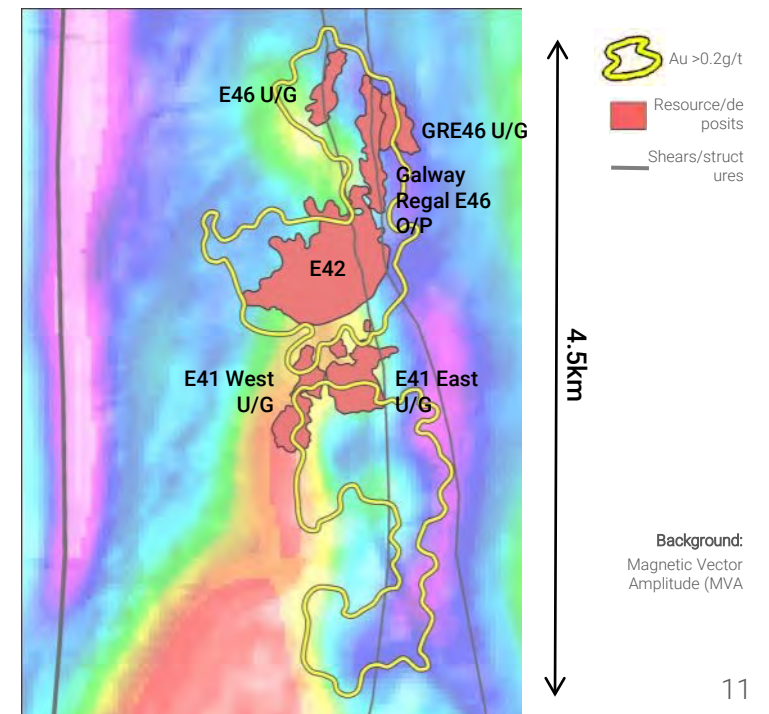 E46 U/G
GRE46 U/G
Galway
Regal E46
O/P
E42
E41 West
U/G
E41 East
U/G
4.5km
Au >0.2g/t
Resource/de
posits
Shears/struct
ures
Background:
Magnetic Vector
Amplitude (MVA
11